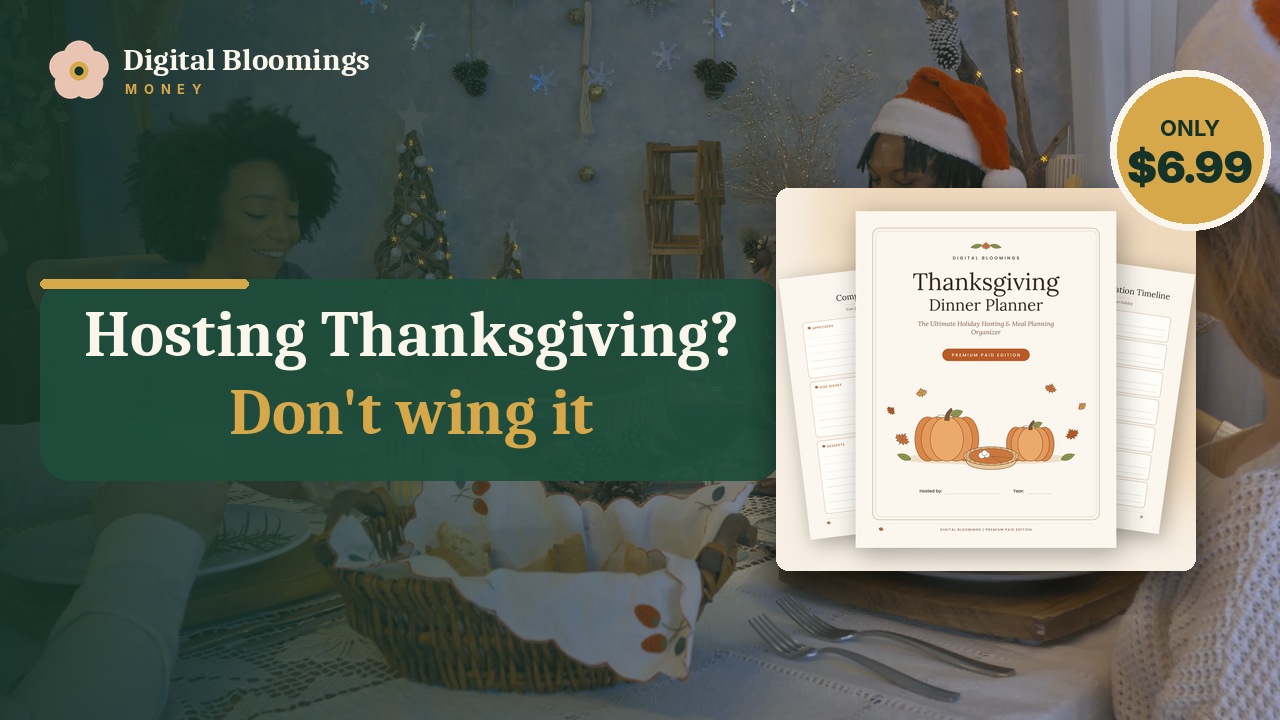 Digital Bloomings
MONEY
ONLY
$6.99
Hosting Thanksgiving?
Don't wing it
DIGITAL BLOOMINGS
Thanksgiving
Dinner Planner
The Ultimate Holiday Hosting & Meal Planning
Organizer
PREMIUM PAID EDITION
Hosted by:
Year:
DIGITAL BLOOMINGS | PREMIUM PAID EDITION
APPETIZERS
SIDE DISHES
DESSERTS
Timeline